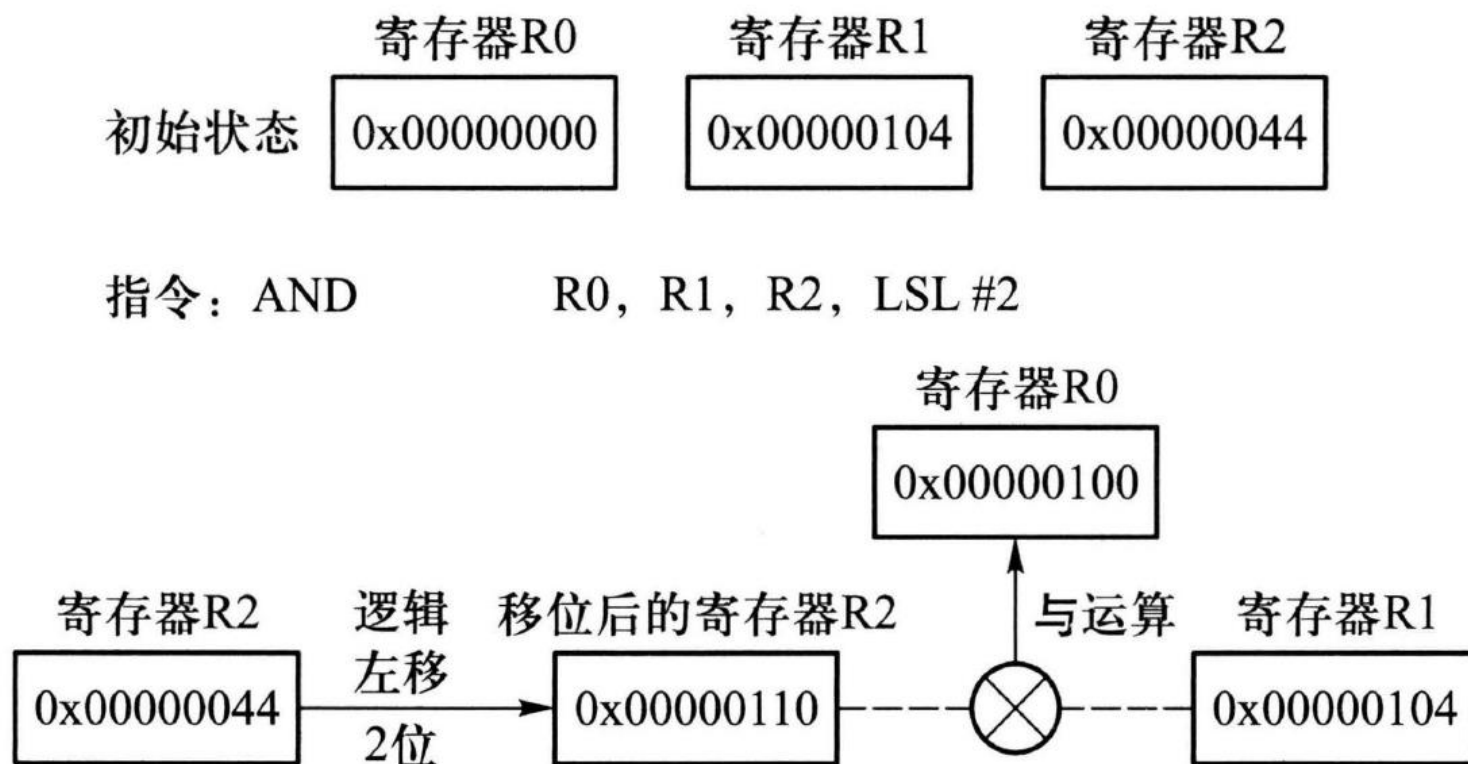 寄存器R0 寄存器R1 寄存器R2
初始状态 0x00000000 0x00000104 0x00000044
指令：AND R0，R1，R2，LSL #2
寄存器R0
0x00000100
寄存器R2 逻辑 移位后的寄存器R2 与运算 寄存器R1
左移
0x00000044 0x00000110 0x00000104
2位